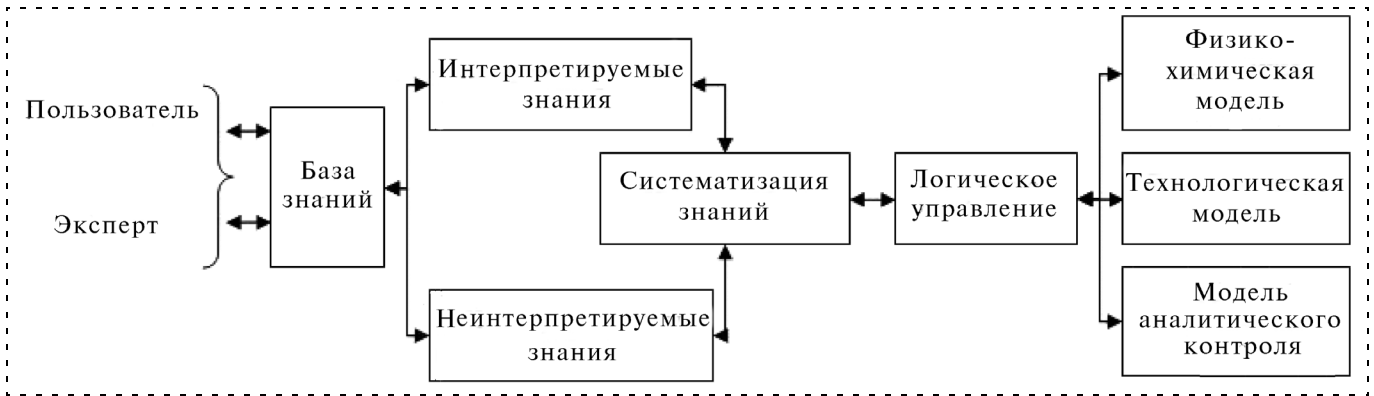 Пользователь
Эксперт
База
знаний
Интерпретируемые
знания
Неинтерпретируемые
знания
Систематизация
знаний
Логическое
управление
Физико-
химическая
модель
Технологическая
модель
Модель
аналитического
контроля